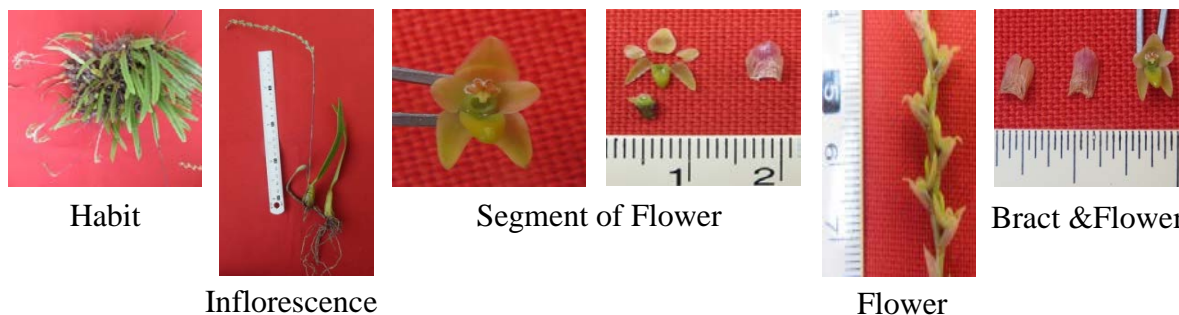 Habit
Inflorescence
Segment of Flower
1 2
5
6
7
Flower
Bract &Flower